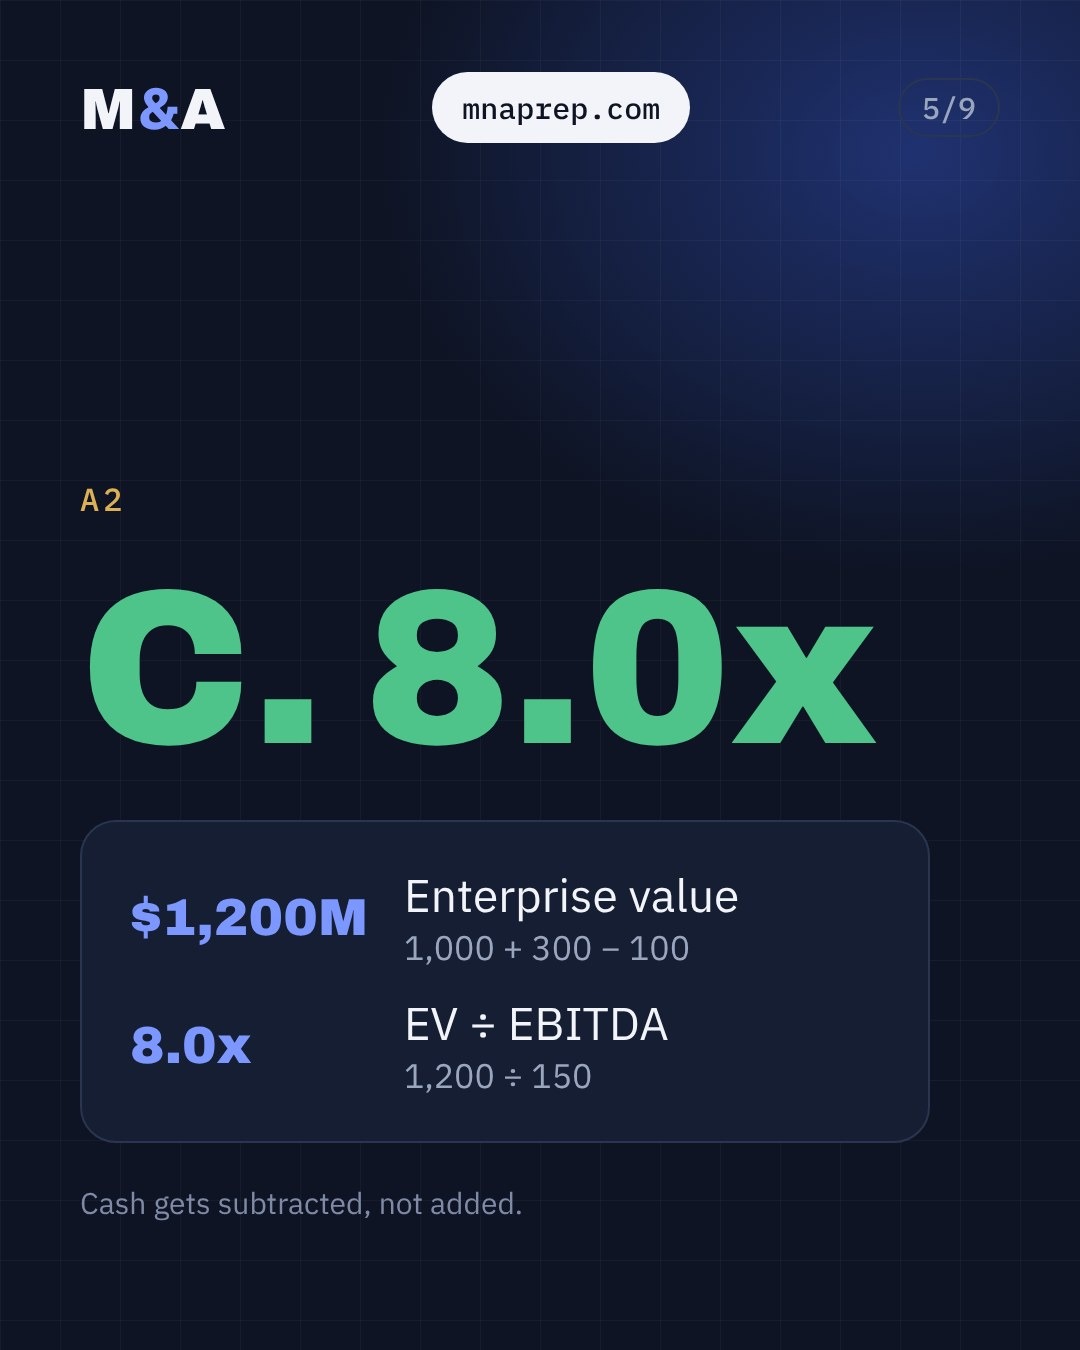 M&A
mnaprep.com
5/9
A2
C. 8.0x
$1,200M
Enterprise value
1,000 + 300 – 100
8.0x
EV ÷ EBITDA
1,200 ÷ 150
Cash gets subtracted, not added.